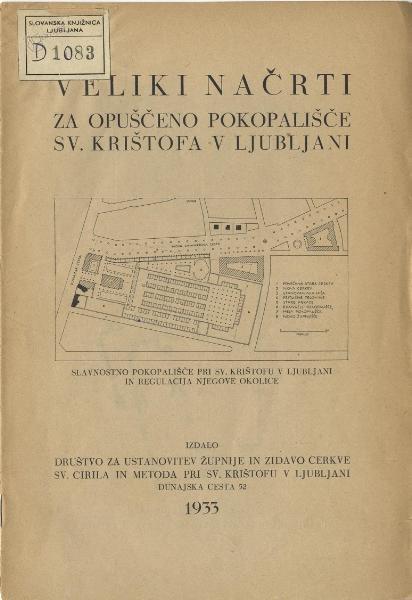 SLOVANSKA KNJIŽNICA
LJUBLJANA
D 1083
VELIKI NAČRTI
ZA OPUŠČENO POKOPALIŠČE
SV. KRIŠTOFA V LJUBLJANI
SLAVNOSTNO POKOPALIŠČE PRI SV. KRIŠTOFU V LJUBLJANI
IN REGULACIJA NJEGOVE OKOLICE
IZDALO
DRUŠTVO ZA USTANOVITEV ŽUPNIJE IN ZIDAVO CERKVE
SV. CIRILA IN METODA PRI SV. KRIŠTOFU V LJUBLJANI
DUNAJSKA CESTA 52
1933